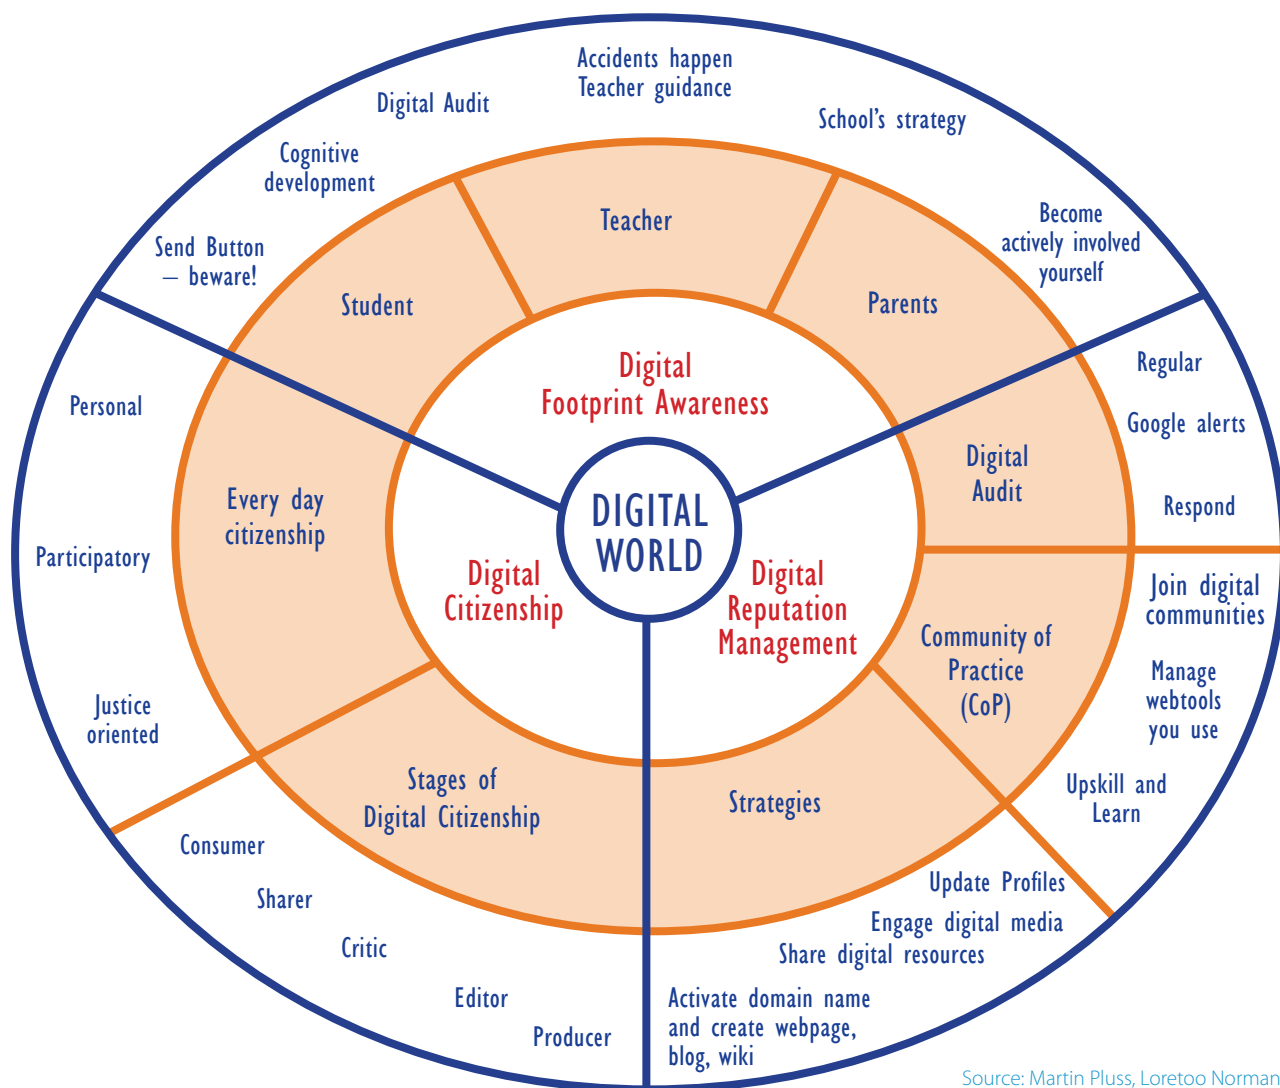 Accidents happen
Teacher guidance
Digital Audit
School's strategy
Cognitive
development
Become
actively involved
yourself
Send Button
– beware!
Teacher
Student
Parents
Digital
Footprint Awareness
Regular
Google alerts
Respond
Personal
Participatory
Justice
oriented
Every day
citizenship
Digital
Audit
DIGITAL
WORLD
Digital
Citizenship
Digital
Reputation
Management
Community of
Practice
(CoP)
Join digital
communities
Manage
webtools
you use
Upskill and
Learn
Stages of
Digital Citizenship
Strategies
Consumer
Sharer
Critic
Editor
Producer
Update Profiles
Engage digital media
Share digital resources
Activate domain name
and create webpage,
blog, wiki
Source: Martin Pluss, Loretoo Norman